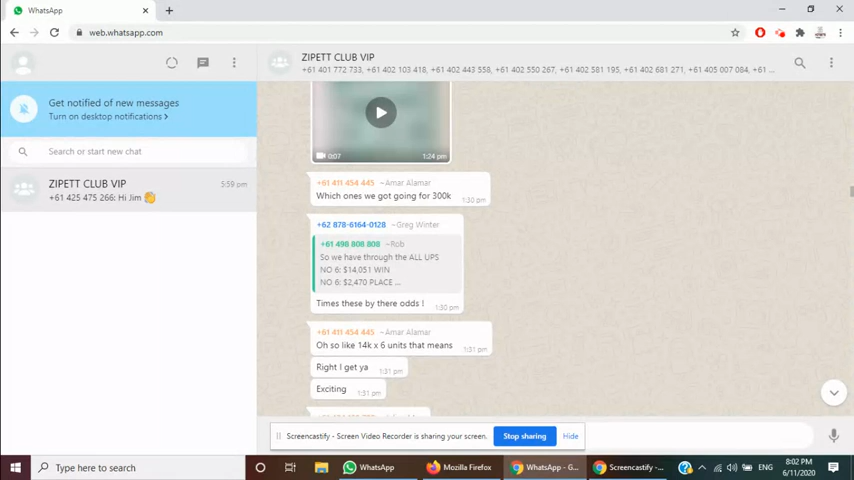 WhatsApp
web.whatsapp.com
ZIPETT CLUB VIP
+61 401 772 733, +61 402 103 418, +61 402 443 558, +61 402 550 267, +61 402 581 195, +61 402 681 271, +61 405 007 084, +61 ...
Get notified of new messages
Turn on desktop notifications >
Search or start new chat
ZIPETT CLUB VIP
5:59 pm
+61 425 475 266: Hi Jim 👋
0:07
1:24 pm
+61 411 454 445 ~Amar Alamar
Which ones we got going for 300k
1:30 pm
+62 878-6164-0128 ~Greg Winter
+61 498 808 808 ~Rob
So we have through the ALL UPS
NO 6: $14,051 WIN
NO 6: $2,470 PLACE ...
Times these by there odds !
1:30 pm
+61 411 454 445 ~Amar Alamar
Oh so like 14k x 6 units that means
1:31 pm
Right I get ya
1:31 pm
Exciting
1:31 pm
Screencastify - Screen Video Recorder is sharing your screen.
Stop sharing
Hide
Type here to search
WhatsApp
Mozilla Firefox
WhatsApp - G...
Screencastify -...
ENG
8:02 PM
6/11/2020